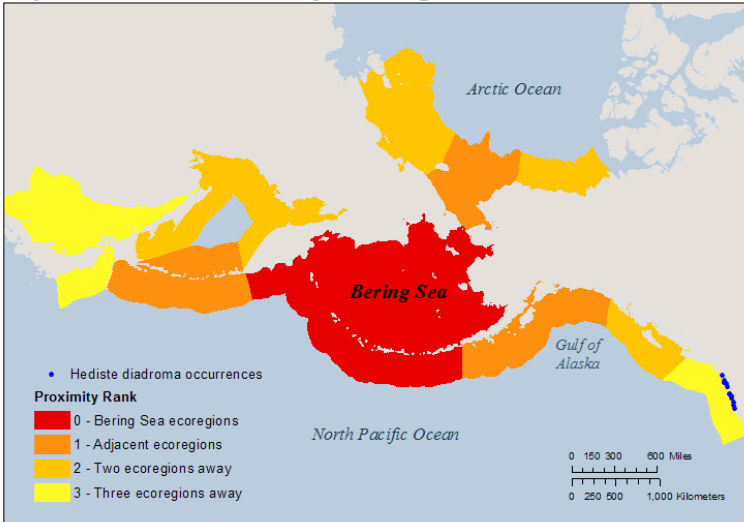 Arctic Ocean
Bering Sea
Gulf of
Alaska
North Pacific Ocean
Hediste diadroma occurrences
Proximity Rank
0 - Bering Sea ecoregions
1 - Adjacent ecoregions
2 - Two ecoregions away
3 - Three ecoregions away
0 150 300 600 Miles
0 250 500 1,000 Kilometers